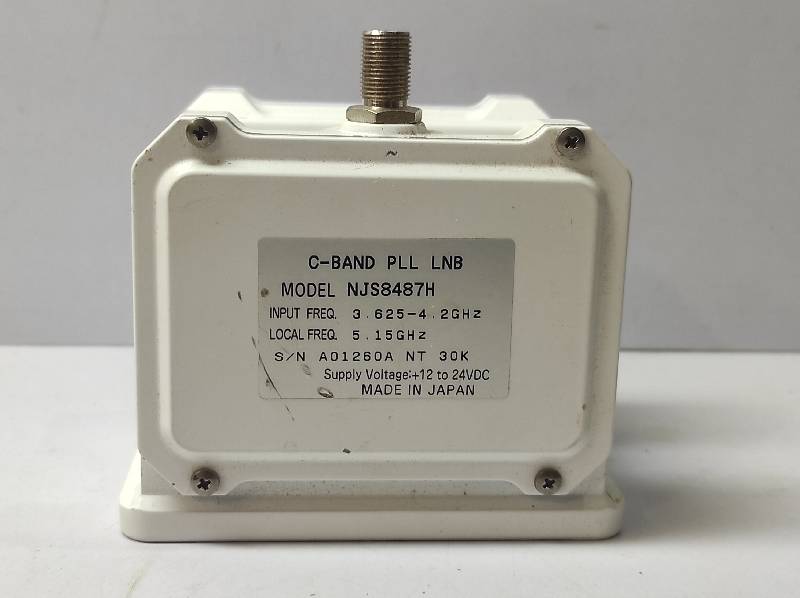 C-BAND PLL LNB
MODEL NJS8487H
INPUT FREQ. 3.625-4.2GHz
LOCAL FREQ. 5.15GHz
S/N A01260A NT 30K
Supply Voltage:+12 to 24VDC
MADE IN JAPAN